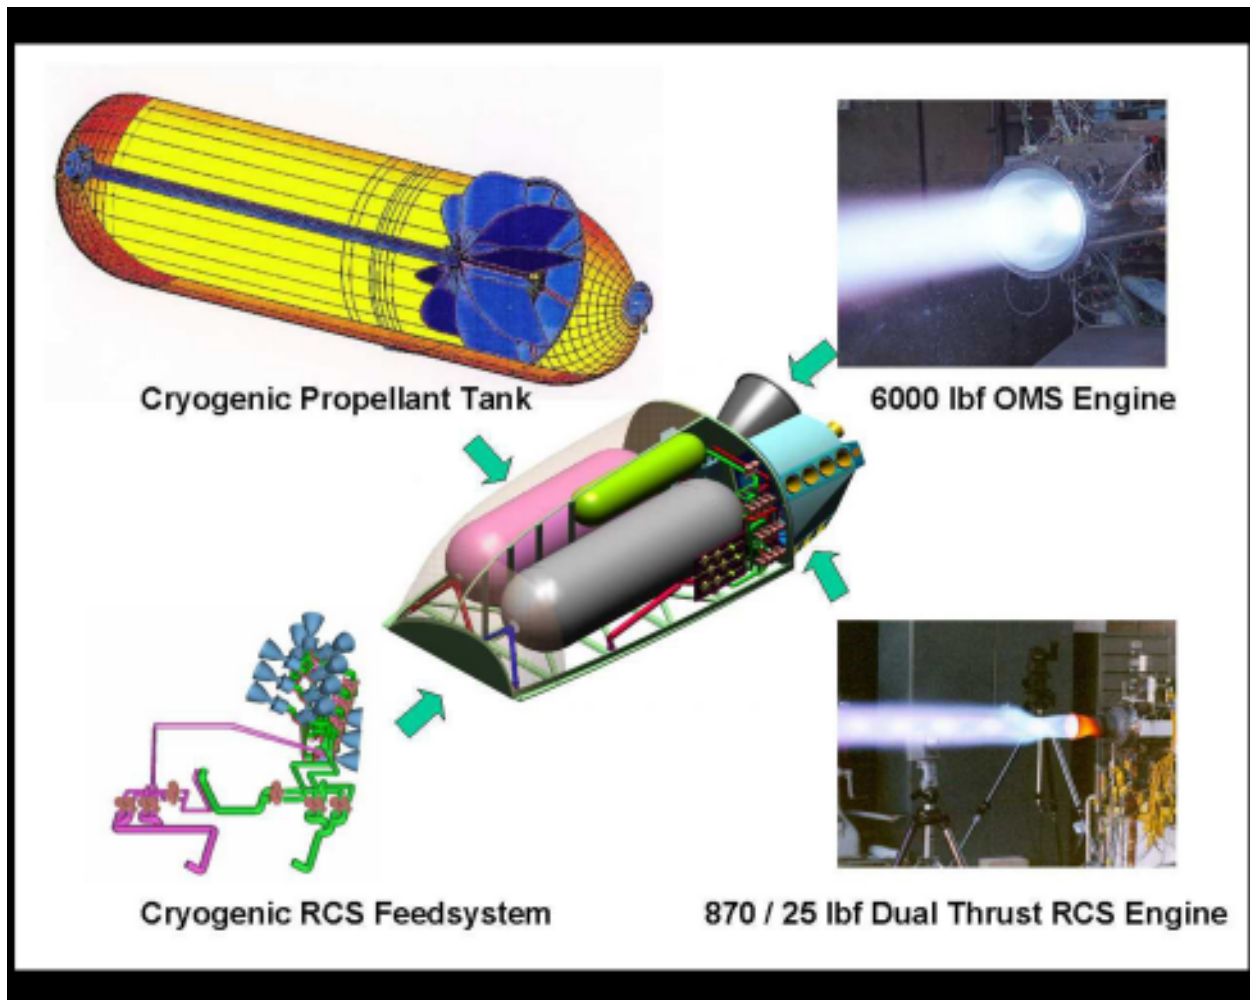 Cryogenic Propellant Tank
6000 lbf OMS Engine
Cryogenic RCS Feedsystem
870 / 25 lbf Dual Thrust RCS Engine